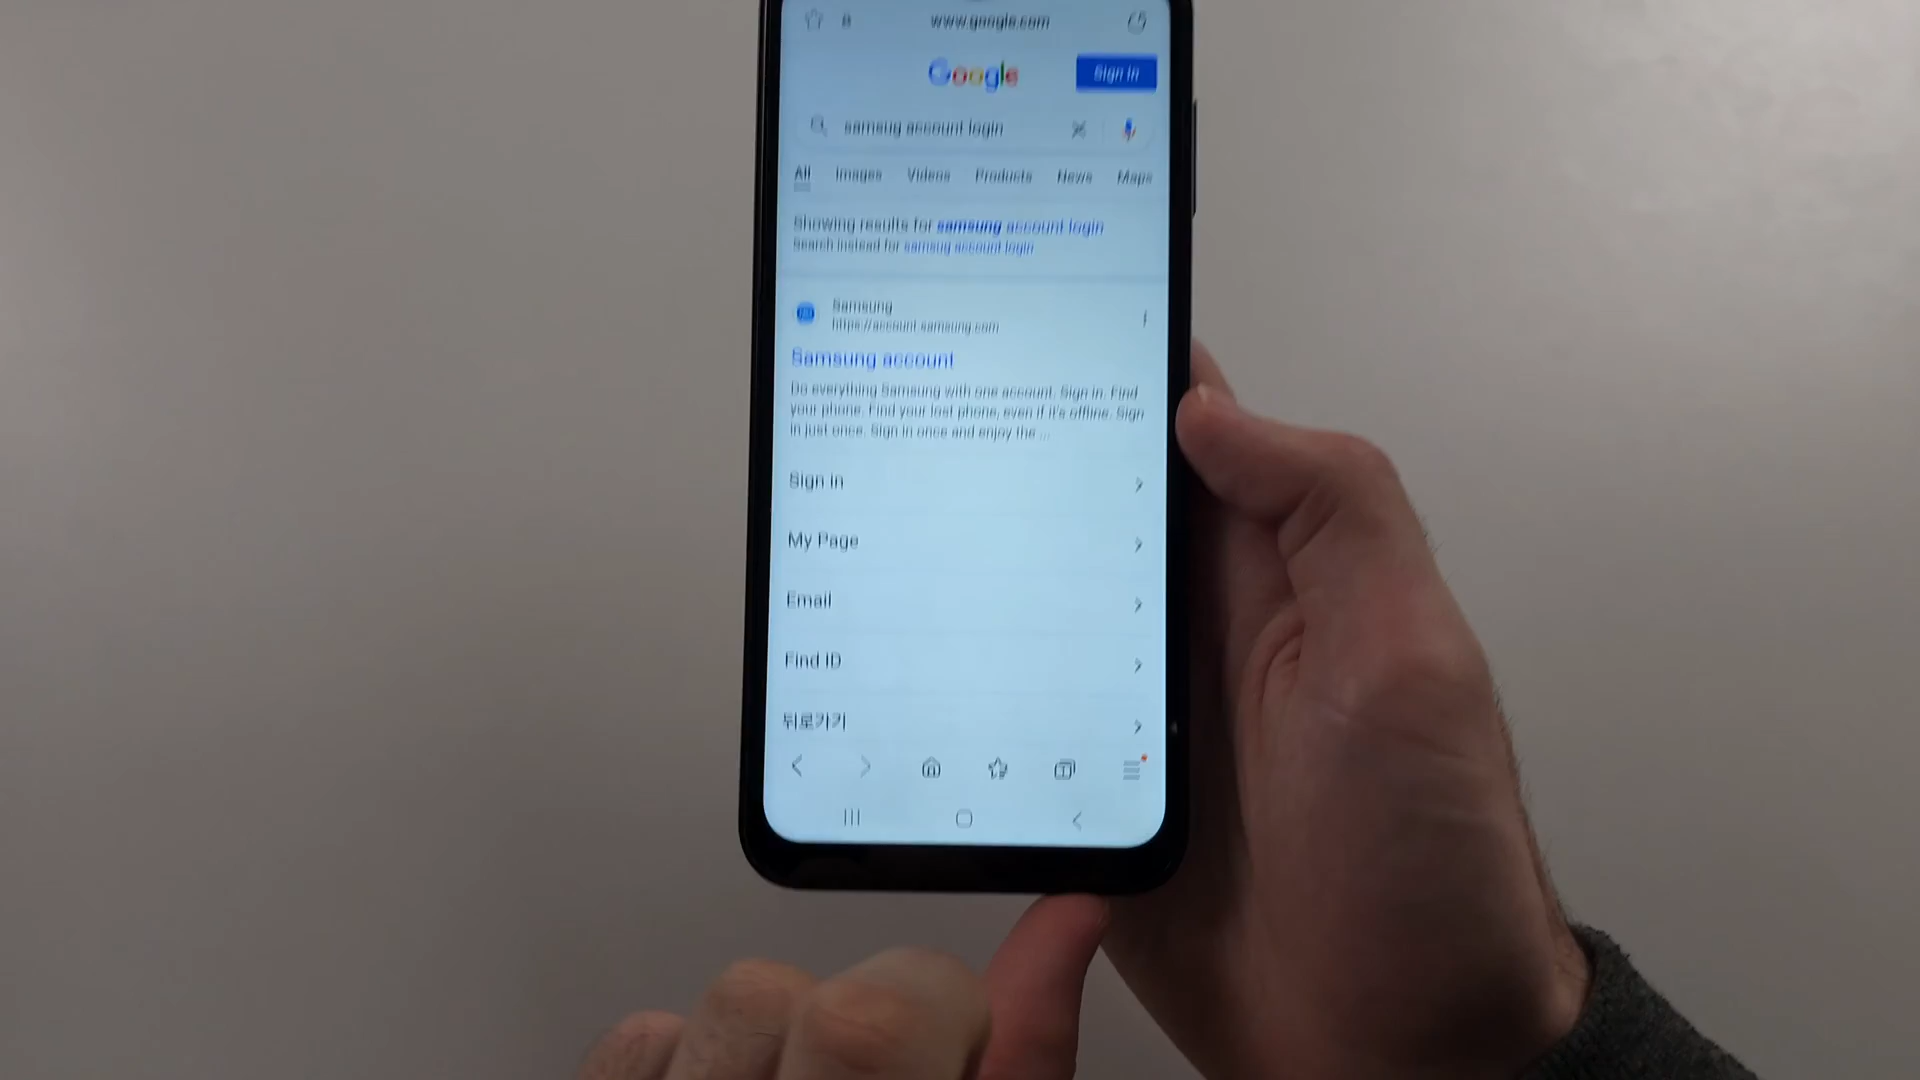 www.google.com
Google
Sign in
samsug account login
All Images Videos Products News Maps
Showing results for samsung account login
Search instead for samsug account login
Samsung
https://account.samsung.com
Samsung account
Do everything Samsung with one account. Sign in. Find
your phone. Find your lost phone, even if it's offline. Sign
in just once. Sign in once and enjoy the ...
Sign in
My Page
Email
Find ID
뒤로가기
1